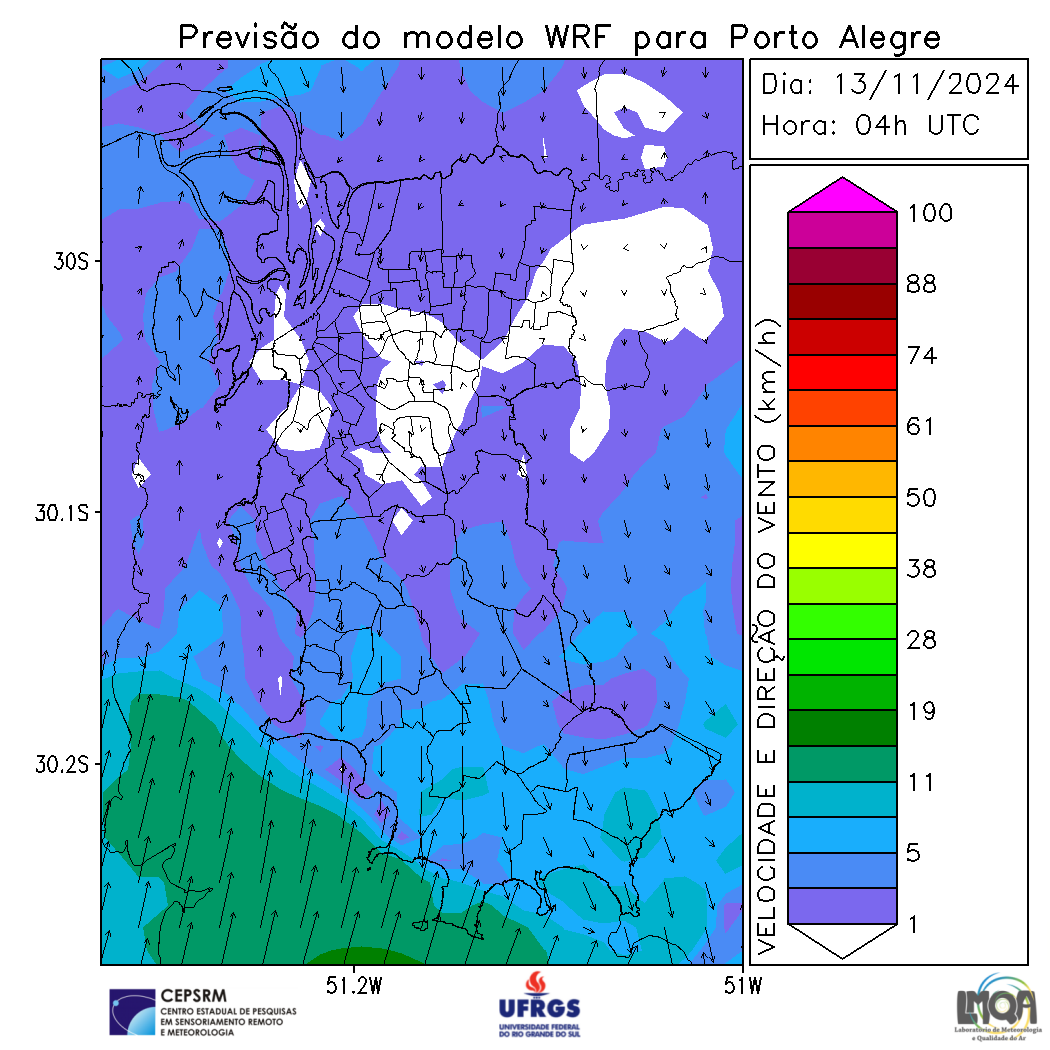 Previsão do modelo WRF para Porto Alegre
Dia: 13/11/2024
Hora: 04h UTC
30S
30.1S
30.2S
51.2W
51W
VELOCIDADE E DIREÇÃO DO VENTO (km/h)
100
88
74
61
50
38
28
19
11
5
1
CEPSRM
CENTRO ESTADUAL DE PESQUISAS
EM SENSORIAMENTO REMOTO
E METEOROLOGIA
UFRGS
UNIVERSIDADE FEDERAL
DO RIO GRANDE DO SUL
LMQA
Laboratório de Meteorologia
e Qualidade do Ar